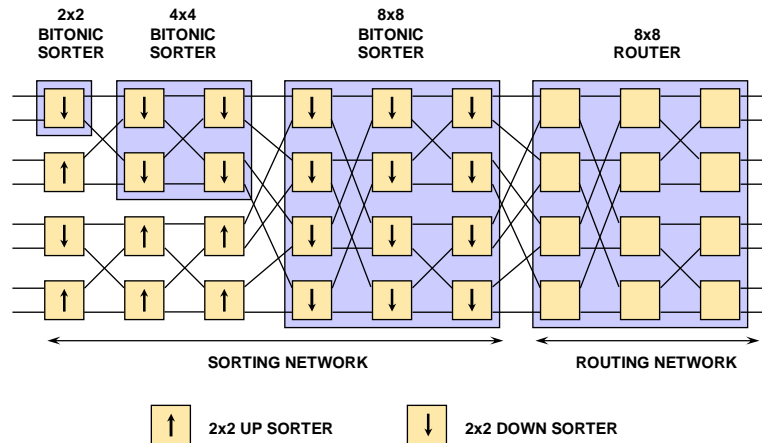 2x2
BITONIC
SORTER
4x4
BITONIC
SORTER
8x8
BITONIC
SORTER
8x8
ROUTER
SORTING NETWORK
ROUTING NETWORK
2x2 UP SORTER
2x2 DOWN SORTER